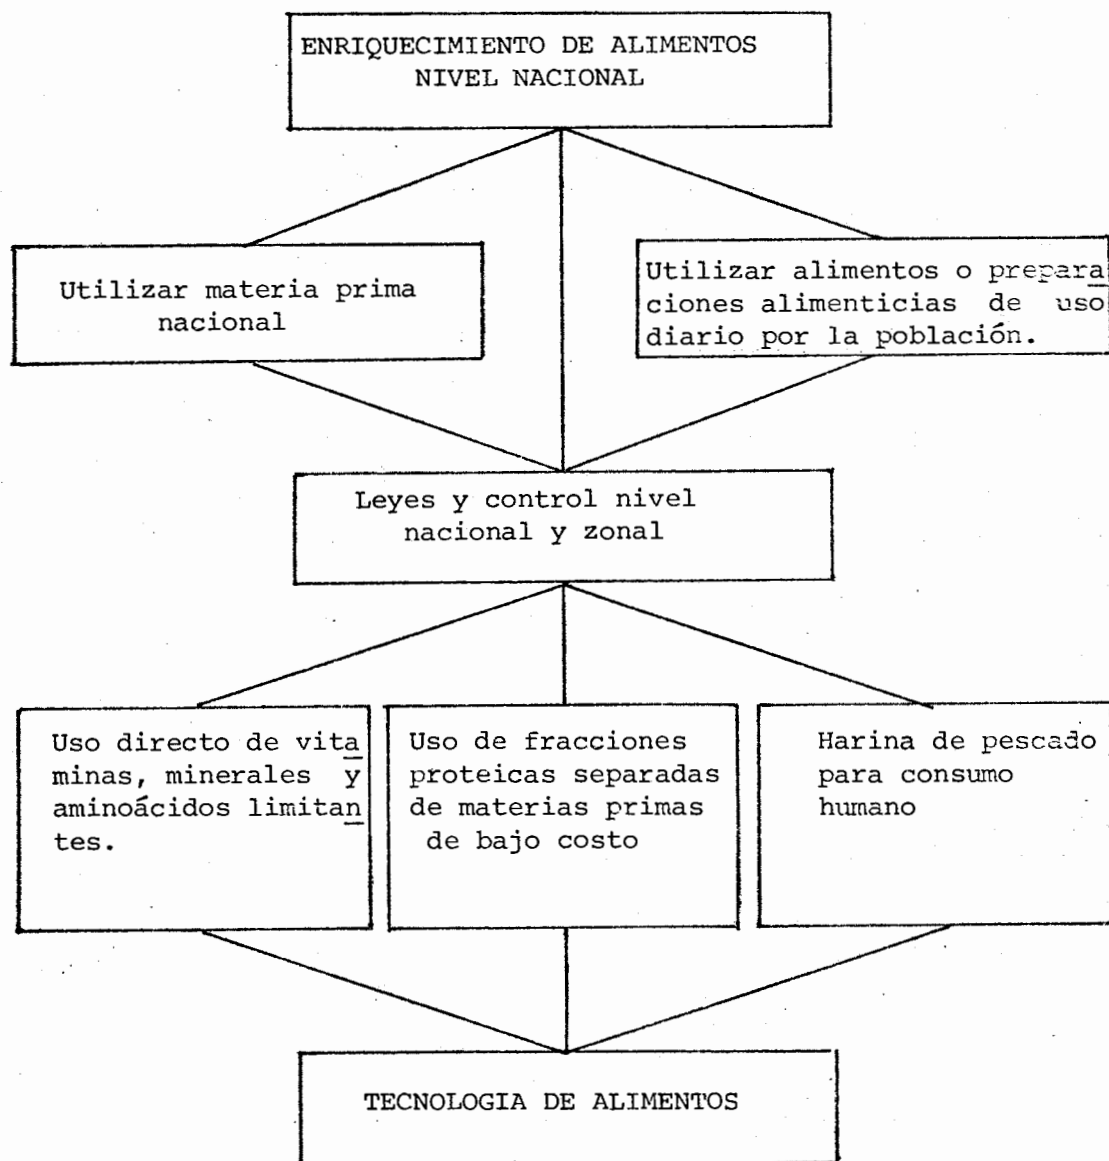 ENRIQUECIMIENTO DE ALIMENTOS
NIVEL NACIONAL
Utilizar materia prima
nacional
Utilizar alimentos o prepara
ciones alimenticias de uso
diario por la población.
Leyes y control nivel
nacional y zonal
Uso directo de vita
minas, minerales y
aminoácidos limitan
tes.
Uso de fracciones
proteicas separadas
de materias primas
de bajo costo
Harina de pescado
para consumo
humano
TECNOLOGIA DE ALIMENTOS